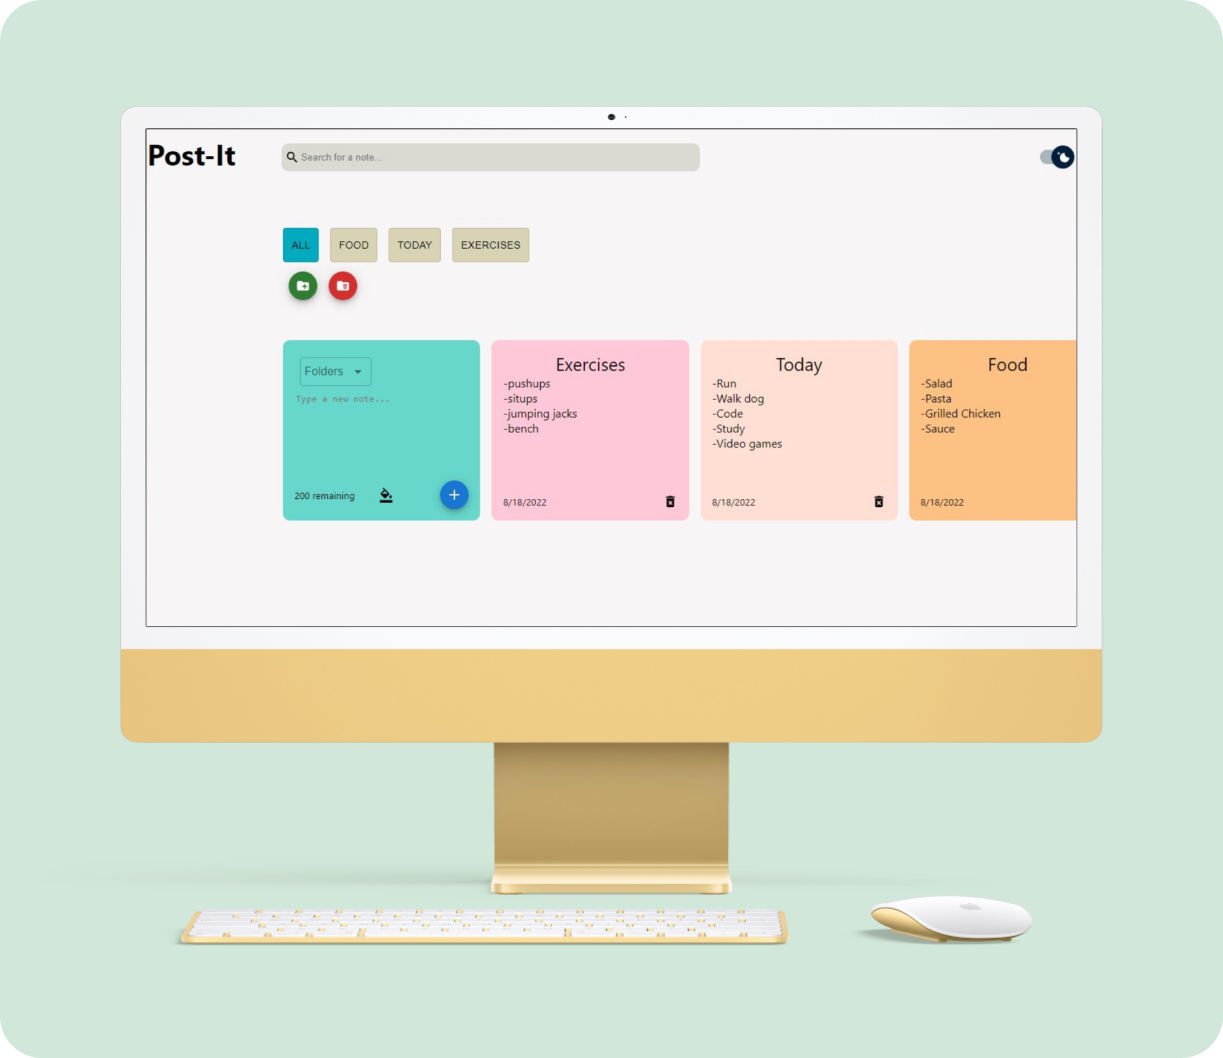 Post-It
Search for a note...
ALL
FOOD
TODAY
EXERCISES
Folders
Type a new note...
200 remaining
Exercises
-pushups
-situps
-jumping jacks
-bench
8/18/2022
Today
-Run
-Walk dog
-Code
-Study
-Video games
8/18/2022
Food
-Salad
-Pasta
-Grilled Chicken
-Sauce
8/18/2022